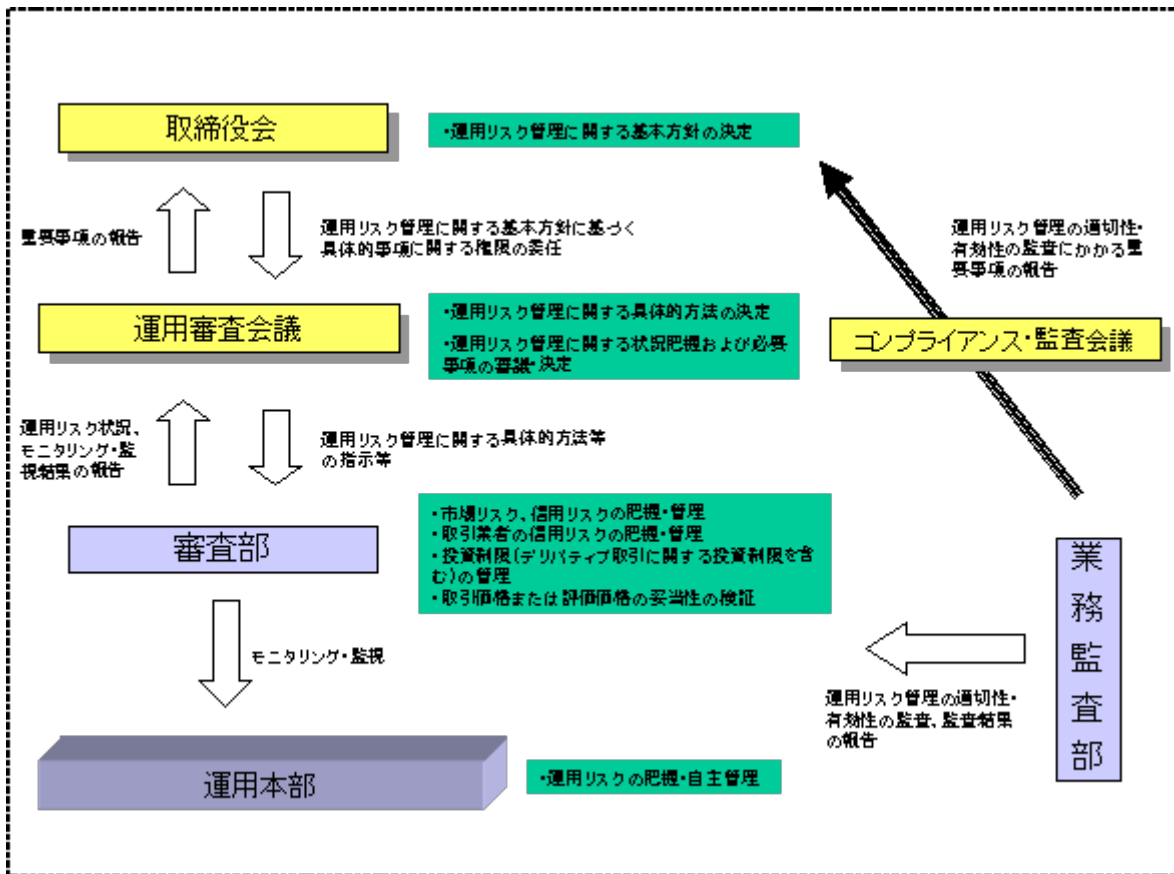 取締役会
・運用リスク管理に関する基本方針の決定
重要事項の報告
運用リスク管理に関する基本方針に基づく
具体的事項に関する権限の委任
運用リスク管理の適切性・
有効性の監査にかかる重
要事項の報告
運用審査会議
・運用リスク管理に関する具体的方法の決定
・運用リスク管理に関する状況把握および必要
事項の審議・決定
コンプライアンス・監査会議
運用リスク状況、
モニタリング・監
視結果の報告
運用リスク管理に関する具体的方法等
の指示等
審査部
・市場リスク、信用リスクの把握・管理
・取引業者の信用リスクの把握・管理
・投資制限(デリバティブ取引に関する投資制限を含
む)の管理
・取引価格または評価価格の妥当性の検証
業務監査部
モニタリング・監視
運用リスク管理の適切性・
有効性の監査、監査結果
の報告
運用本部
・運用リスクの把握・自主管理